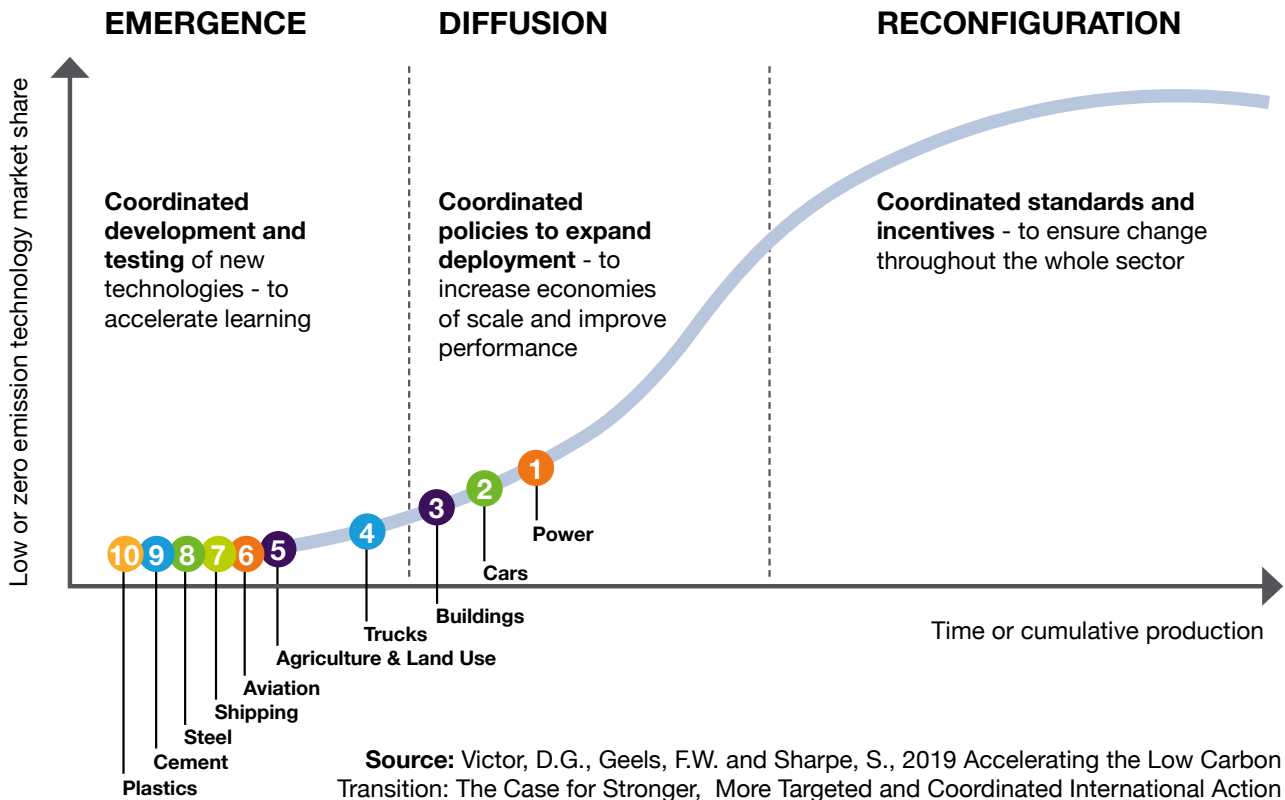 EMERGENCE
DIFFUSION
RECONFIGURATION
Low or zero emission technology market share
Coordinated
development and
testing of new
technologies - to
accelerate learning
Coordinated
policies to expand
deployment - to
increase economies
of scale and improve
performance
Coordinated standards and
incentives - to ensure change
throughout the whole sector
10
9
8
7
6
5
4
3
2
1
Power
Cars
Buildings
Trucks
Agriculture & Land Use
Aviation
Shipping
Steel
Cement
Plastics
Time or cumulative production
Source: Victor, D.G., Geels, F.W. and Sharpe, S., 2019 Accelerating the Low Carbon
Transition: The Case for Stronger, More Targeted and Coordinated International Action